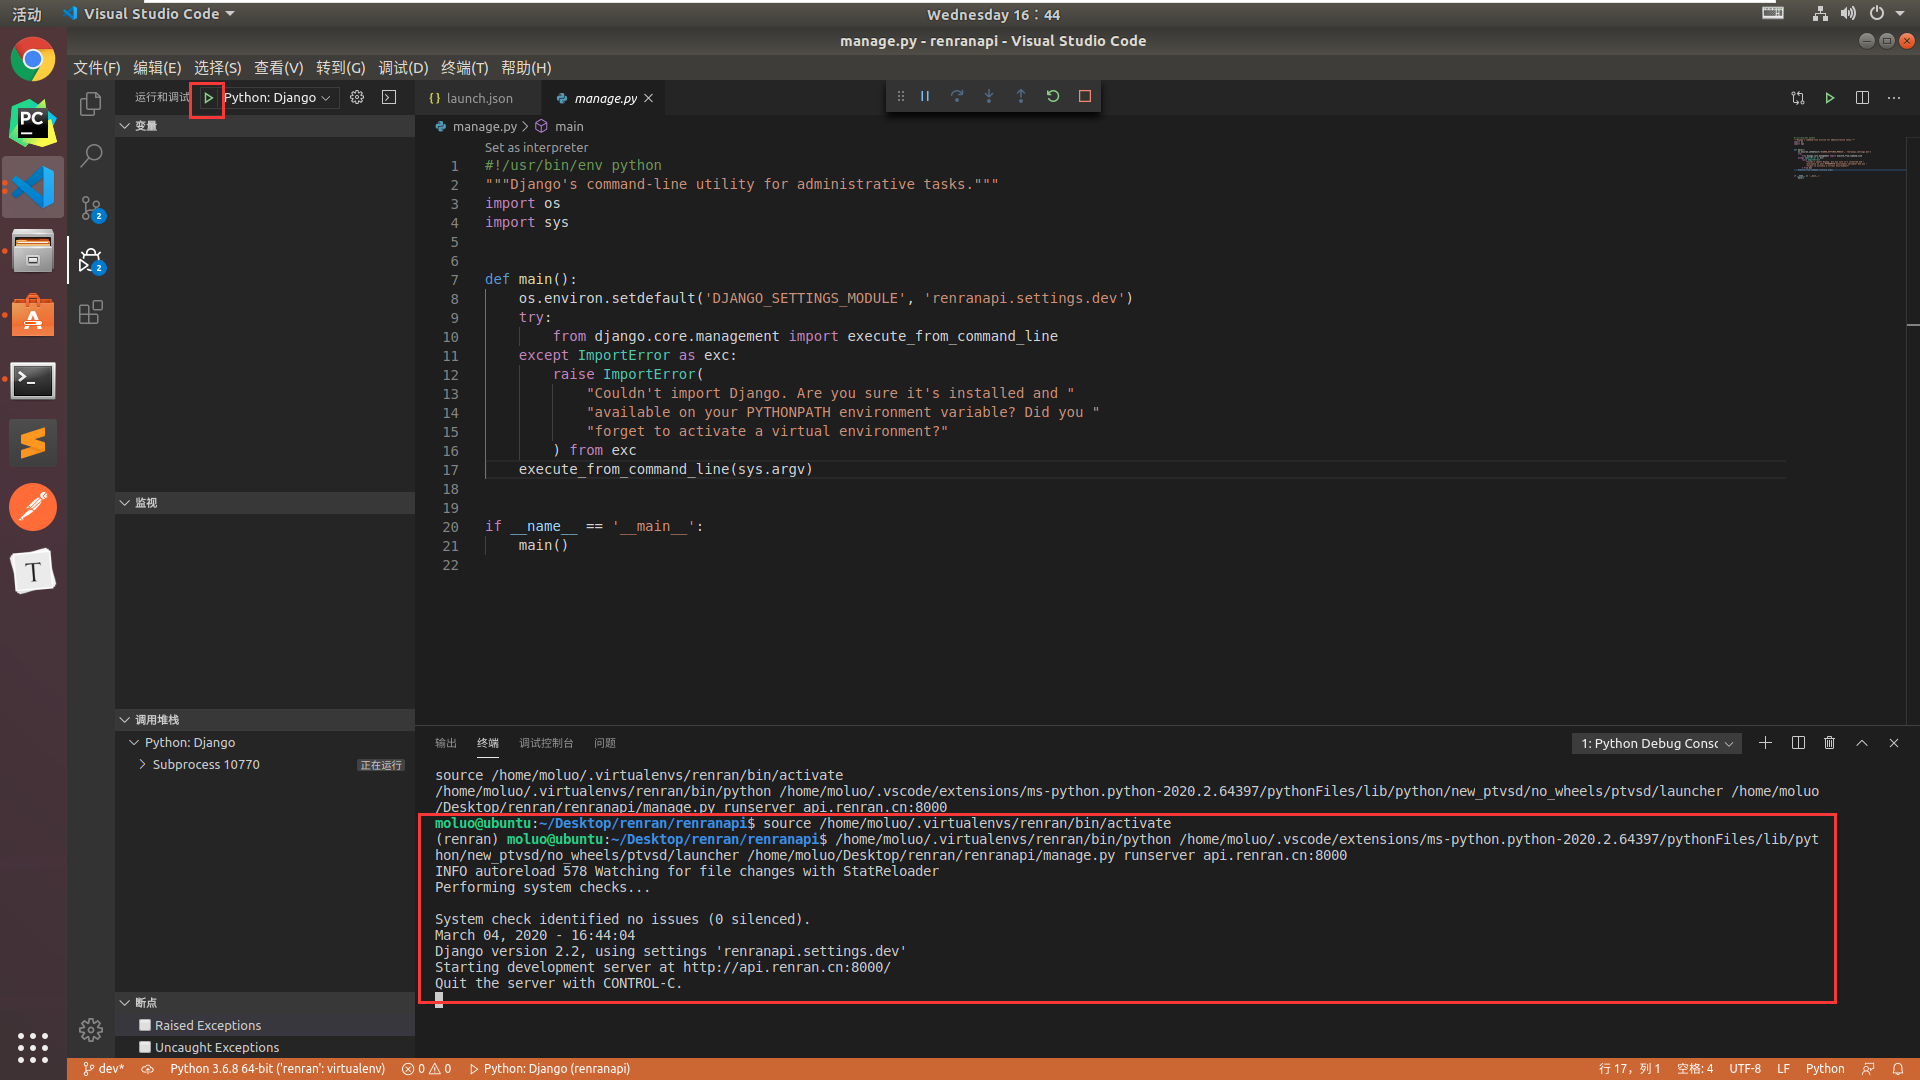 活动
Visual Studio Code
Wednesday 16：44
manage.py - renranapi - Visual Studio Code
文件(F) 编辑(E) 选择(S) 查看(V) 转到(G) 调试(D) 终端(T) 帮助(H)
运行和调试
Python: Django
launch.json
manage.py
变量
manage.py > main
Set as interpreter
1 #!/usr/bin/env python
2 """Django's command-line utility for administrative tasks."""
3 import os
4 import sys
5
6
7 def main():
8 os.environ.setdefault('DJANGO_SETTINGS_MODULE', 'renranapi.settings.dev')
9 try:
10 from django.core.management import execute_from_command_line
11 except ImportError as exc:
12 raise ImportError(
13 "Couldn't import Django. Are you sure it's installed and "
14 "available on your PYTHONPATH environment variable? Did you "
15 "forget to activate a virtual environment?"
16 ) from exc
17 execute_from_command_line(sys.argv)
18
19
20 if __name__ == '__main__':
21 main()
22
PC
2
2
T
监视
调用堆栈
Python: Django
Subprocess 10770 正在运行
断点
Raised Exceptions
Uncaught Exceptions
输出 终端 调试控制台 问题
1: Python Debug Consc
source /home/moluo/.virtualenvs/renran/bin/activate
/home/moluo/.virtualenvs/renran/bin/python /home/moluo/.vscode/extensions/ms-python.python-2020.2.64397/pythonFiles/lib/python/new_ptvsd/no_wheels/ptvsd/launcher /home/moluo
/Desktop/renran/renranapi/manage.py runserver api.renran.cn:8000
moluo@ubuntu:~/Desktop/renran/renranapi$ source /home/moluo/.virtualenvs/renran/bin/activate
(renran) moluo@ubuntu:~/Desktop/renran/renranapi$ /home/moluo/.virtualenvs/renran/bin/python /home/moluo/.vscode/extensions/ms-python.python-2020.2.64397/pythonFiles/lib/pyt
hon/new_ptvsd/no_wheels/ptvsd/launcher /home/moluo/Desktop/renran/renranapi/manage.py runserver api.renran.cn:8000
INFO autoreload 578 Watching for file changes with StatReloader
Performing system checks...
System check identified no issues (0 silenced).
March 04, 2020 - 16:44:04
Django version 2.2, using settings 'renranapi.settings.dev'
Starting development server at http://api.renran.cn:8000/
Quit the server with CONTROL-C.
dev* Python 3.6.8 64-bit ('renran': virtualenv) 0 0 Python: Django (renranapi)
行 17，列 1 空格: 4 UTF-8 LF Python